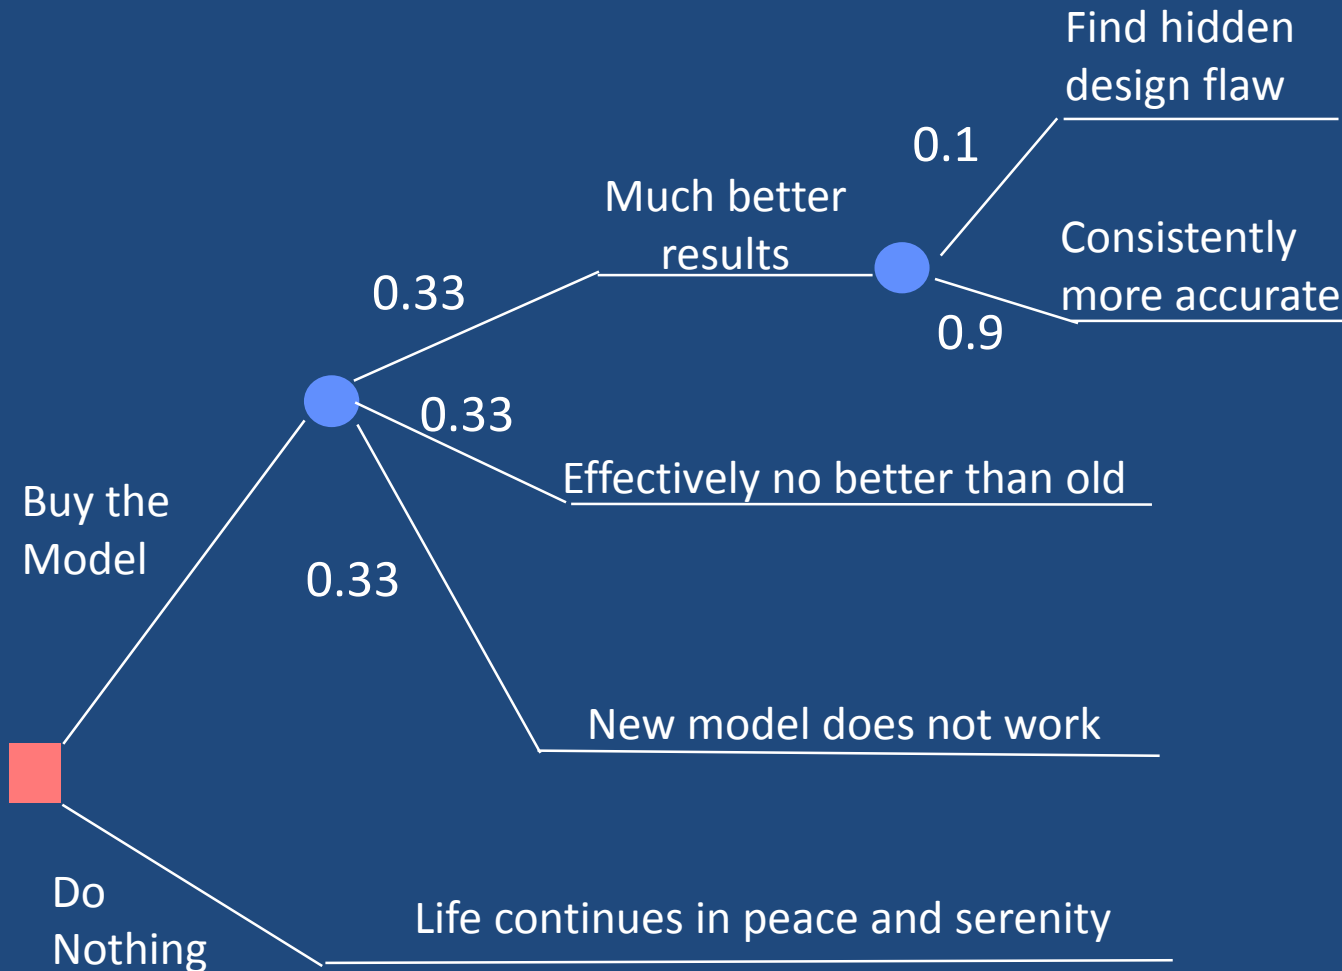 Find hidden
design flaw
0.1
Much better
results
Consistently
more accurate
0.9
0.33
0.33
Effectively no better than old
Buy the
Model
0.33
New model does not work
Do
Nothing
Life continues in peace and serenity